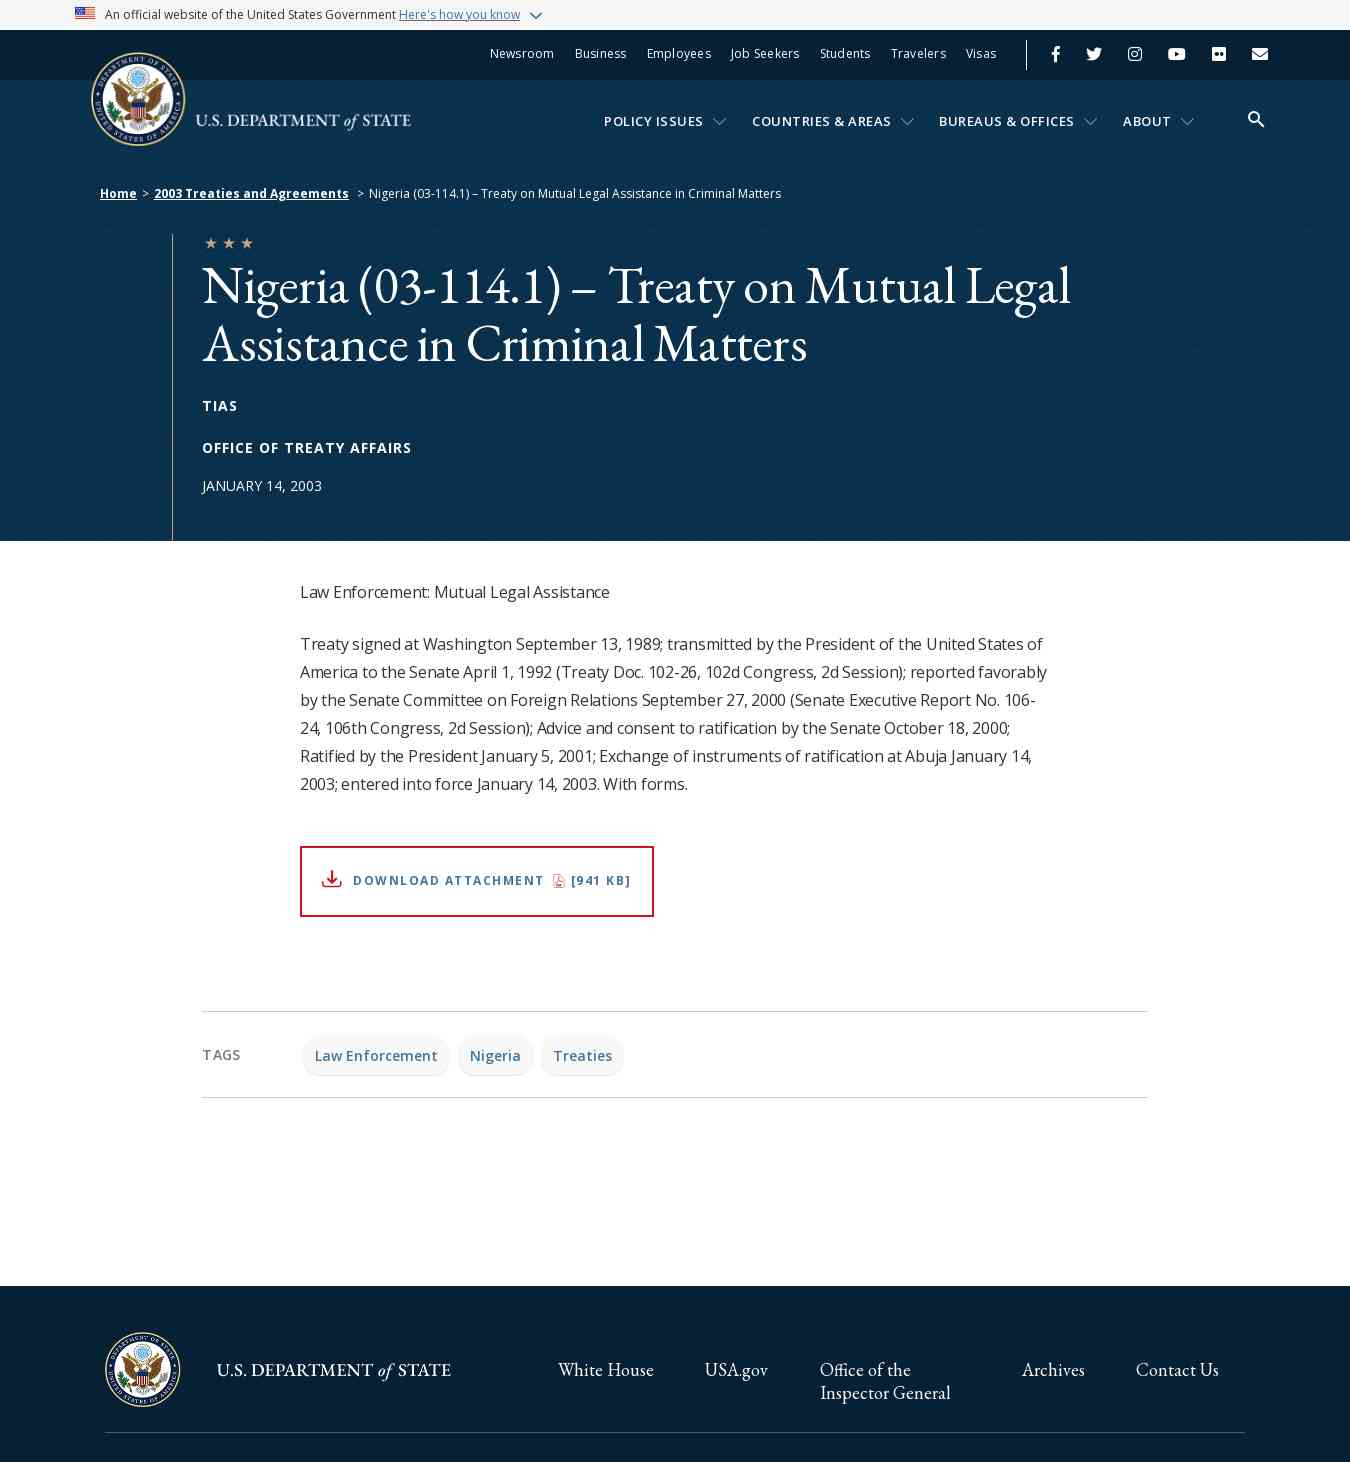 An official website of the United States Government Here's how you know
Newsroom Business Employees Job Seekers Students Travelers Visas
U.S. DEPARTMENT of STATE
POLICY ISSUES COUNTRIES & AREAS BUREAUS & OFFICES ABOUT
Home > 2003 Treaties and Agreements > Nigeria (03-114.1) – Treaty on Mutual Legal Assistance in Criminal Matters
Nigeria (03-114.1) – Treaty on Mutual Legal
Assistance in Criminal Matters
TIAS
OFFICE OF TREATY AFFAIRS
JANUARY 14, 2003
Law Enforcement: Mutual Legal Assistance
Treaty signed at Washington September 13, 1989; transmitted by the President of the United States of
America to the Senate April 1, 1992 (Treaty Doc. 102-26, 102d Congress, 2d Session); reported favorably
by the Senate Committee on Foreign Relations September 27, 2000 (Senate Executive Report No. 106-
24, 106th Congress, 2d Session); Advice and consent to ratification by the Senate October 18, 2000;
Ratified by the President January 5, 2001; Exchange of instruments of ratification at Abuja January 14,
2003; entered into force January 14, 2003. With forms.
DOWNLOAD ATTACHMENT [941 KB]
TAGS Law Enforcement Nigeria Treaties
DEPARTMENT OF STATE
UNITED STATES OF AMERICA
U.S. DEPARTMENT of STATE
White House USA.gov Office of the Archives Contact Us
Inspector General